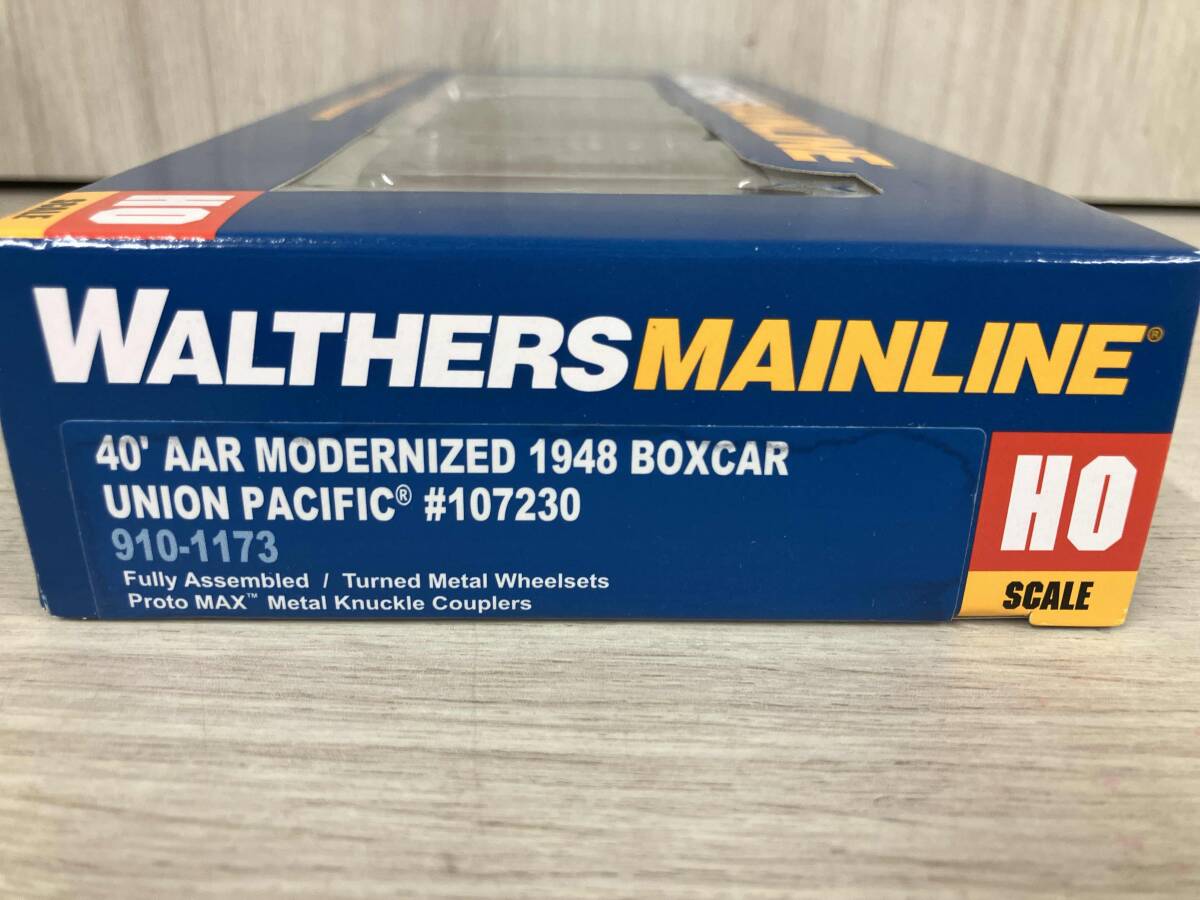 HO
SCALE
WALTHERSMAINLINE®
40' AAR MODERNIZED 1948 BOXCAR
UNION PACIFIC® #107230
910-1173
Fully Assembled / Turned Metal Wheelsets
Proto MAX™ Metal Knuckle Couplers
HO
SCALE